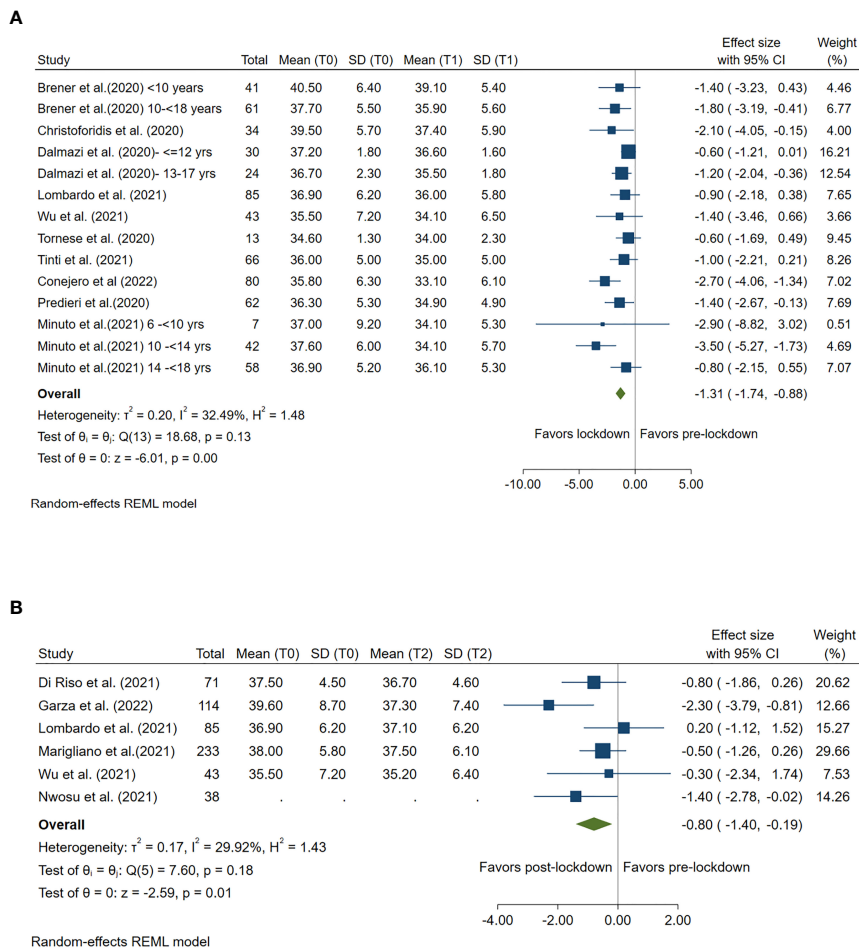 A
Effect size Weight
Study Total Mean (T0) SD (T0) Mean (T1) SD (T1) with 95% CI (%)
Brener et al.(2020) <10 years 41 40.50 6.40 39.10 5.40 -1.40 ( -3.23, 0.43) 4.46
Brener et al.(2020) 10-<18 years 61 37.70 5.50 35.90 5.60 -1.80 ( -3.19, -0.41) 6.77
Christoforidis et al. (2020) 34 39.50 5.70 37.40 5.90 -2.10 ( -4.05, -0.15) 4.00
Dalmazi et al. (2020)- <=12 yrs 30 37.20 1.80 36.60 1.60 -0.60 ( -1.21, 0.01) 16.21
Dalmazi et al. (2020)- 13-17 yrs 24 36.70 2.30 35.50 1.80 -1.20 ( -2.04, -0.36) 12.54
Lombardo et al. (2021) 85 36.90 6.20 36.00 5.80 -0.90 ( -2.18, 0.38) 7.65
Wu et al. (2021) 43 35.50 7.20 34.10 6.50 -1.40 ( -3.46, 0.66) 3.66
Tornese et al. (2020) 13 34.60 1.30 34.00 2.30 -0.60 ( -1.69, 0.49) 9.45
Tinti et al. (2021) 66 36.00 5.00 35.00 5.00 -1.00 ( -2.21, 0.21) 8.26
Conejero et al (2022) 80 35.80 6.30 33.10 6.10 -2.70 ( -4.06, -1.34) 7.02
Predieri et al.(2020) 62 36.30 5.30 34.90 4.90 -1.40 ( -2.67, -0.13) 7.69
Minuto et al.(2021) 6 -<10 yrs 7 37.00 9.20 34.10 5.30 -2.90 ( -8.82, 3.02) 0.51
Minuto et al.(2021) 10 -<14 yrs 42 37.60 6.00 34.10 5.70 -3.50 ( -5.27, -1.73) 4.69
Minuto et al.(2021) 14 -<18 yrs 58 36.90 5.20 36.10 5.30 -0.80 ( -2.15, 0.55) 7.07
Overall -1.31 ( -1.74, -0.88)
Heterogeneity: τ² = 0.20, I² = 32.49%, H² = 1.48
Test of θᵢ = θⱼ: Q(13) = 18.68, p = 0.13 Favors lockdown Favors pre-lockdown
Test of θ = 0: z = -6.01, p = 0.00
-10.00 -5.00 0.00 5.00
Random-effects REML model
B
Effect size Weight
Study Total Mean (T0) SD (T0) Mean (T2) SD (T2) with 95% CI (%)
Di Riso et al. (2021) 71 37.50 4.50 36.70 4.60 -0.80 ( -1.86, 0.26) 20.62
Garza et al. (2022) 114 39.60 8.70 37.30 7.40 -2.30 ( -3.79, -0.81) 12.66
Lombardo et al. (2021) 85 36.90 6.20 37.10 6.20 0.20 ( -1.12, 1.52) 15.27
Marigliano et al.(2021) 233 38.00 5.80 37.50 6.10 -0.50 ( -1.26, 0.26) 29.66
Wu et al. (2021) 43 35.50 7.20 35.20 6.40 -0.30 ( -2.34, 1.74) 7.53
Nwosu et al. (2021) 38 . . . . -1.40 ( -2.78, -0.02) 14.26
Overall -0.80 ( -1.40, -0.19)
Heterogeneity: τ² = 0.17, I² = 29.92%, H² = 1.43
Test of θᵢ = θⱼ: Q(5) = 7.60, p = 0.18 Favors post-lockdown Favors pre-lockdown
Test of θ = 0: z = -2.59, p = 0.01
-4.00 -2.00 0.00 2.00
Random-effects REML model